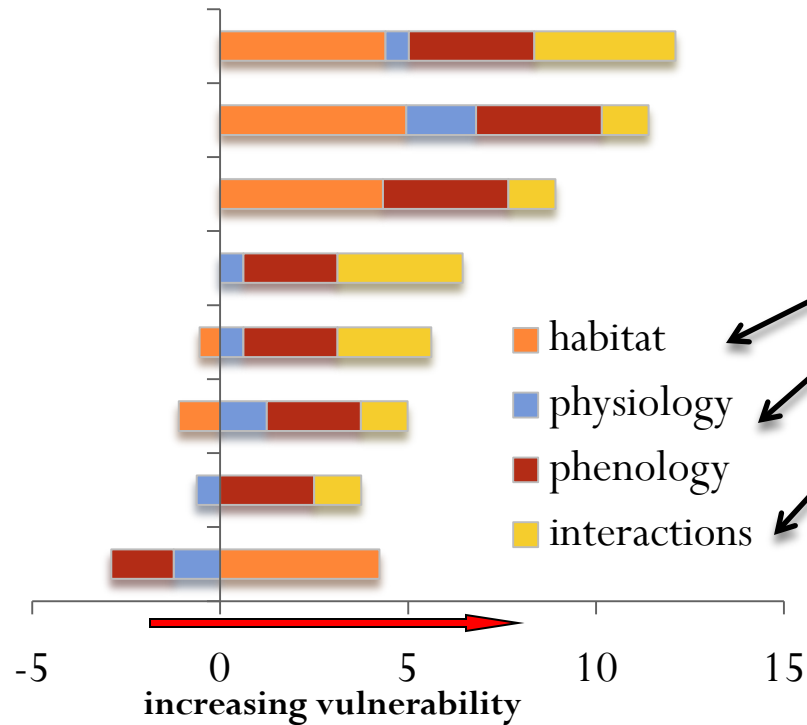 habitat
physiology
phenology
interactions
-5 0 5 10 15
increasing vulnerability